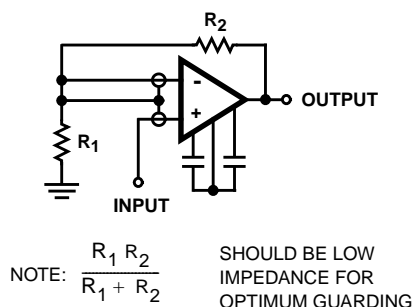 R2
-
+
OUTPUT
R1
INPUT
NOTE: R1 R2 / R1 + R2
SHOULD BE LOW
IMPEDANCE FOR
OPTIMUM GUARDING